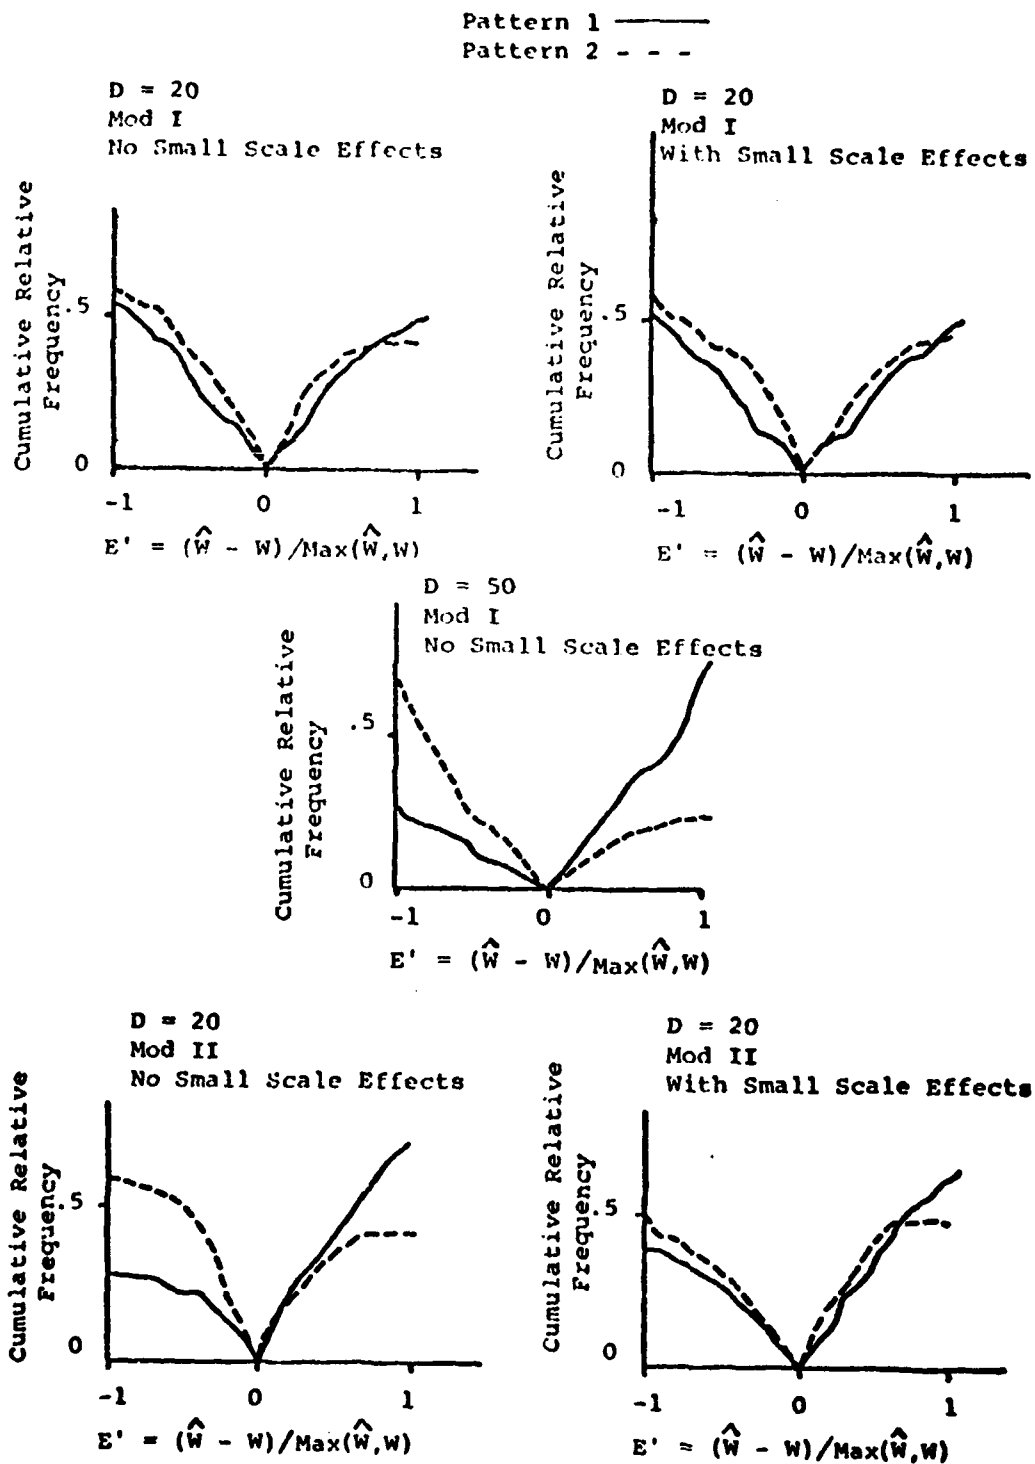 Pattern 1
Pattern 2
D = 20
Mod I
No Small Scale Effects
Cumulative Relative
Frequency
.5
0
-1 0 1
E' = (Ŵ - W)/Max(Ŵ,W)
D = 20
Mod I
With Small Scale Effects
Cumulative Relative
Frequency
.5
0
-1 0 1
E' = (Ŵ - W)/Max(Ŵ,W)
D = 50
Mod I
No Small Scale Effects
Cumulative Relative
Frequency
.5
0
-1 0 1
E' = (Ŵ - W)/Max(Ŵ,W)
D = 20
Mod II
No Small Scale Effects
Cumulative Relative
Frequency
.5
0
-1 0 1
E' = (Ŵ - W)/Max(Ŵ,W)
D = 20
Mod II
With Small Scale Effects
Cumulative Relative
Frequency
.5
0
-1 0 1
E' = (Ŵ - W)/Max(Ŵ,W)